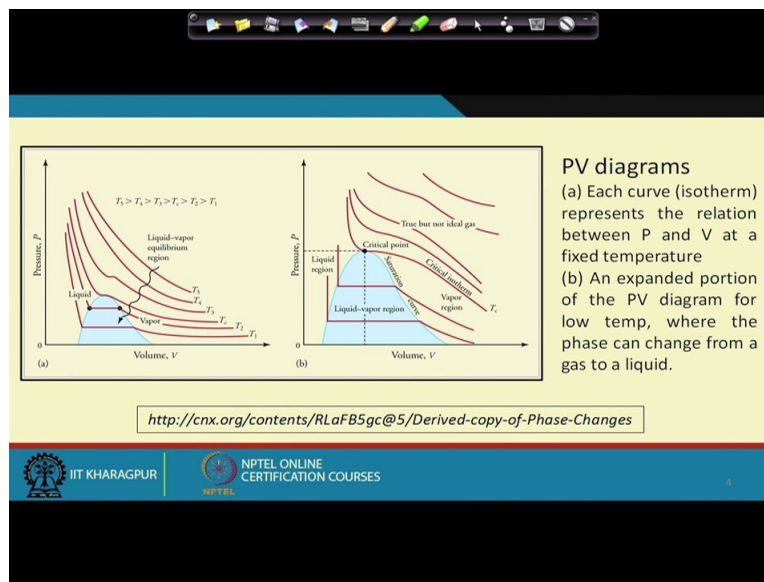 T5 > T4 > T3 > Tc > T2 > T1
Liquid–vapor
equilibrium
region
Pressure, P
Liquid
Vapor
T5
T4
T3
Tc
T2
T1
0
Volume, V
(a)
True but not ideal gas
Critical point
Liquid
region
Saturation curve
Critical isotherm
Pressure, P
Vapor
region
Liquid–vapor region
Tc
0
Volume, V
(b)
PV diagrams
(a) Each curve (isotherm)
represents the relation
between P and V at a
fixed temperature
(b) An expanded portion
of the PV diagram for
low temp, where the
phase can change from a
gas to a liquid.
http://cnx.org/contents/RLaFB5gc@5/Derived-copy-of-Phase-Changes
IIT KHARAGPUR
NPTEL
NPTEL ONLINE
CERTIFICATION COURSES
4